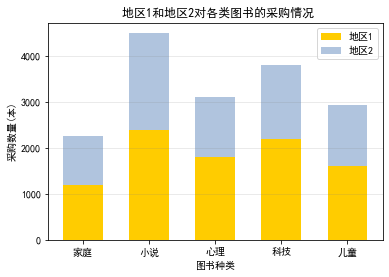 地区1和地区2对各类图书的采购情况
地区1
地区2
采购数量(本)
4000
3000
2000
1000
0
家庭 小说 心理 科技 儿童
图书种类